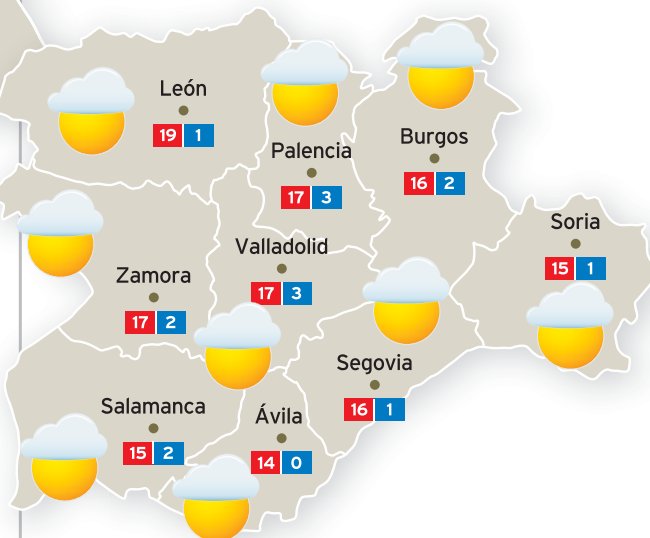 León
19 1
Palencia
17 3
Burgos
16 2
Soria
15 1
Valladolid
17 3
Zamora
17 2
Segovia
16 1
Salamanca
15 2
Ávila
14 0